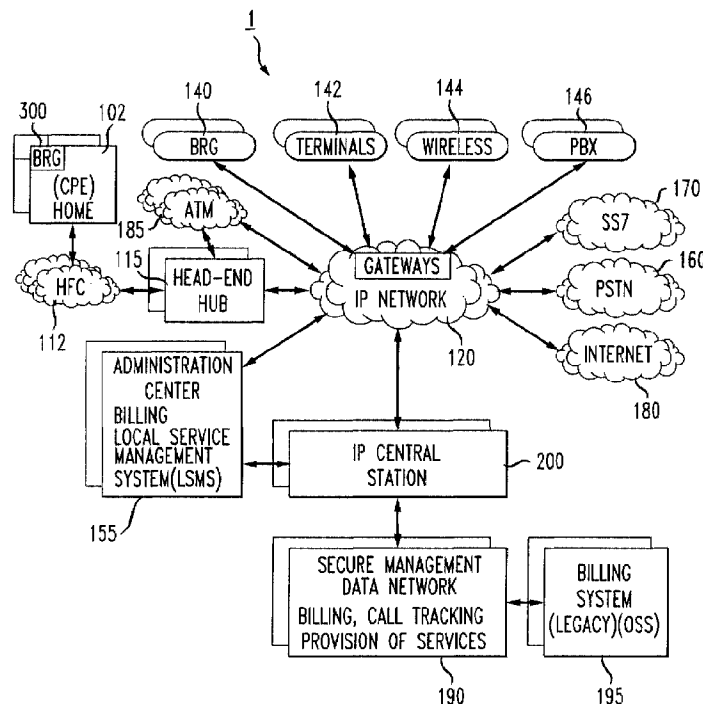 1
140
142
144
146
300
102
BRG
(CPE)
HOME
BRG
TERMINALS
WIRELESS
PBX
170
SS7
ATM
185
115
HEAD-END
HUB
HFC
112
GATEWAYS
IP NETWORK
120
160
PSTN
INTERNET
180
ADMINISTRATION
CENTER
BILLING
LOCAL SERVICE
MANAGEMENT
SYSTEM(LSMS)
155
IP CENTRAL
STATION
200
SECURE MANAGEMENT
DATA NETWORK
BILLING, CALL TRACKING
PROVISION OF SERVICES
190
BILLING
SYSTEM
(LEGACY)(OSS)
195